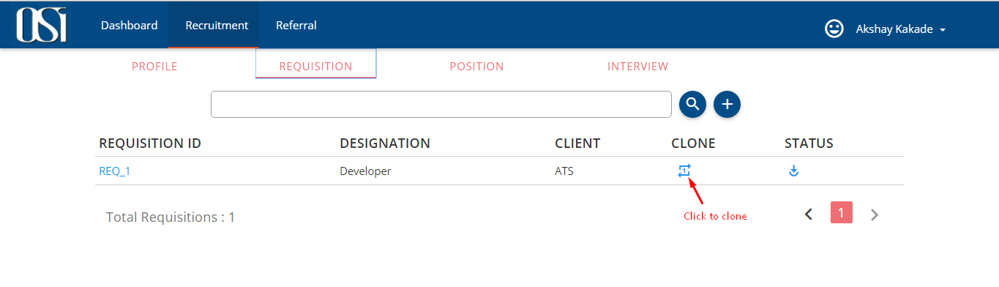 OSi Dashboard Recruitment Referral Akshay Kakade
PROFILE REQUISITION POSITION INTERVIEW
REQUISITION ID DESIGNATION CLIENT CLONE STATUS
REQ_1 Developer ATS 1
Total Requisitions : 1 Click to clone 1